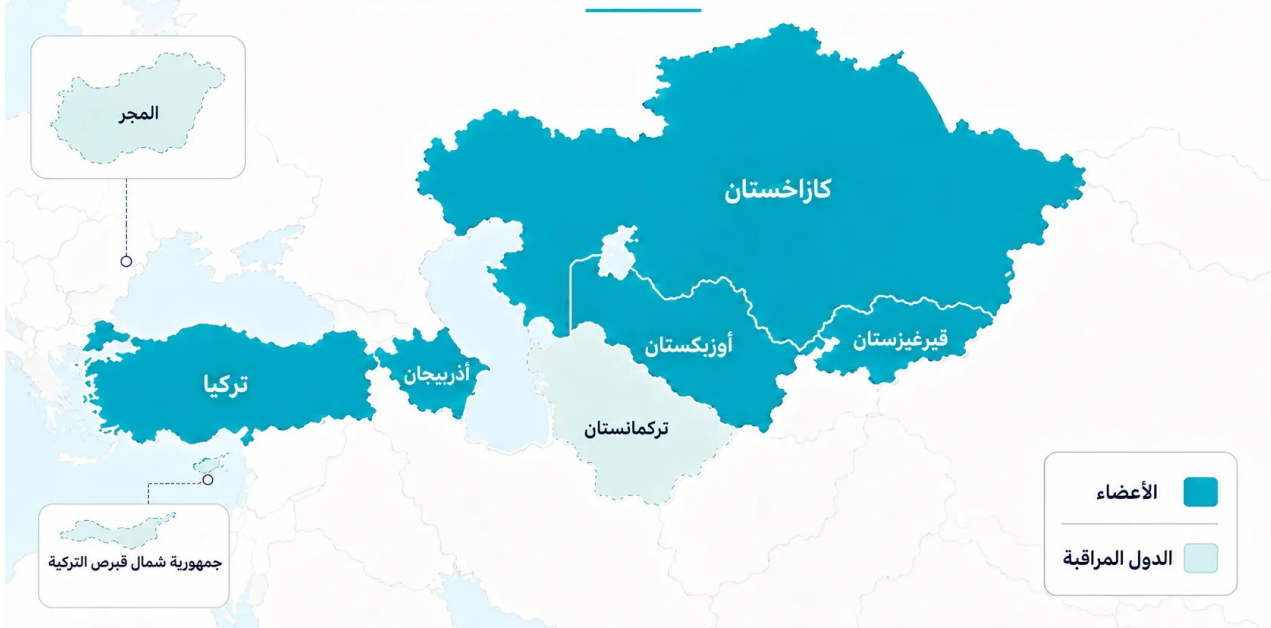 المجر
كازاخستان
أوزبكستان
قيرغيزستان
أذربيجان
تركيا
تركمانستان
جمهورية شمال قبرص التركية
الأعضاء
الدول المراقبة